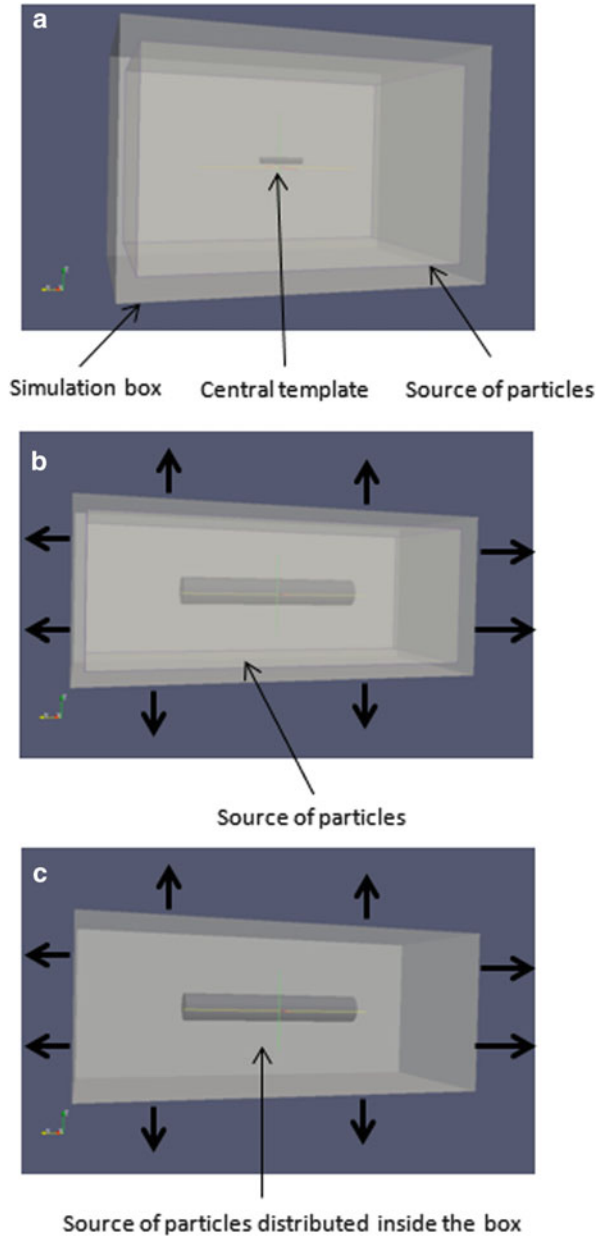 a
Simulation box
Central template
Source of particles
b
Source of particles
c
Source of particles distributed inside the box